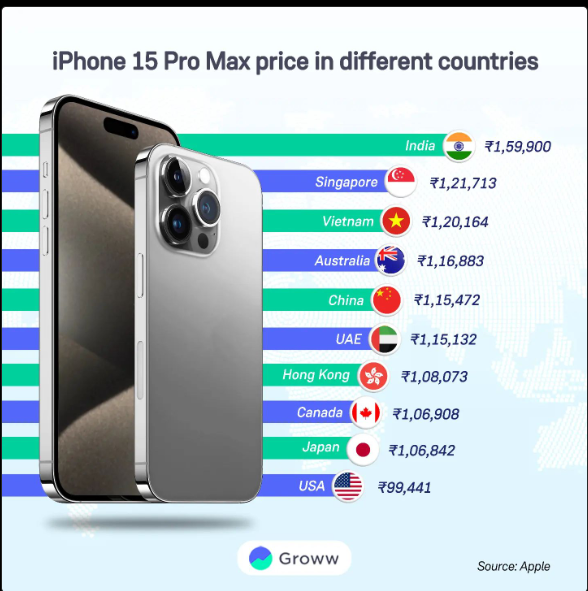 iPhone 15 Pro Max price in different countries
India ₹1,59,900
Singapore ₹1,21,713
Vietnam ₹1,20,164
Australia ₹1,16,883
China ₹1,15,472
UAE ₹1,15,132
Hong Kong ₹1,08,073
Canada ₹1,06,908
Japan ₹1,06,842
USA ₹99,441
Groww
Source: Apple